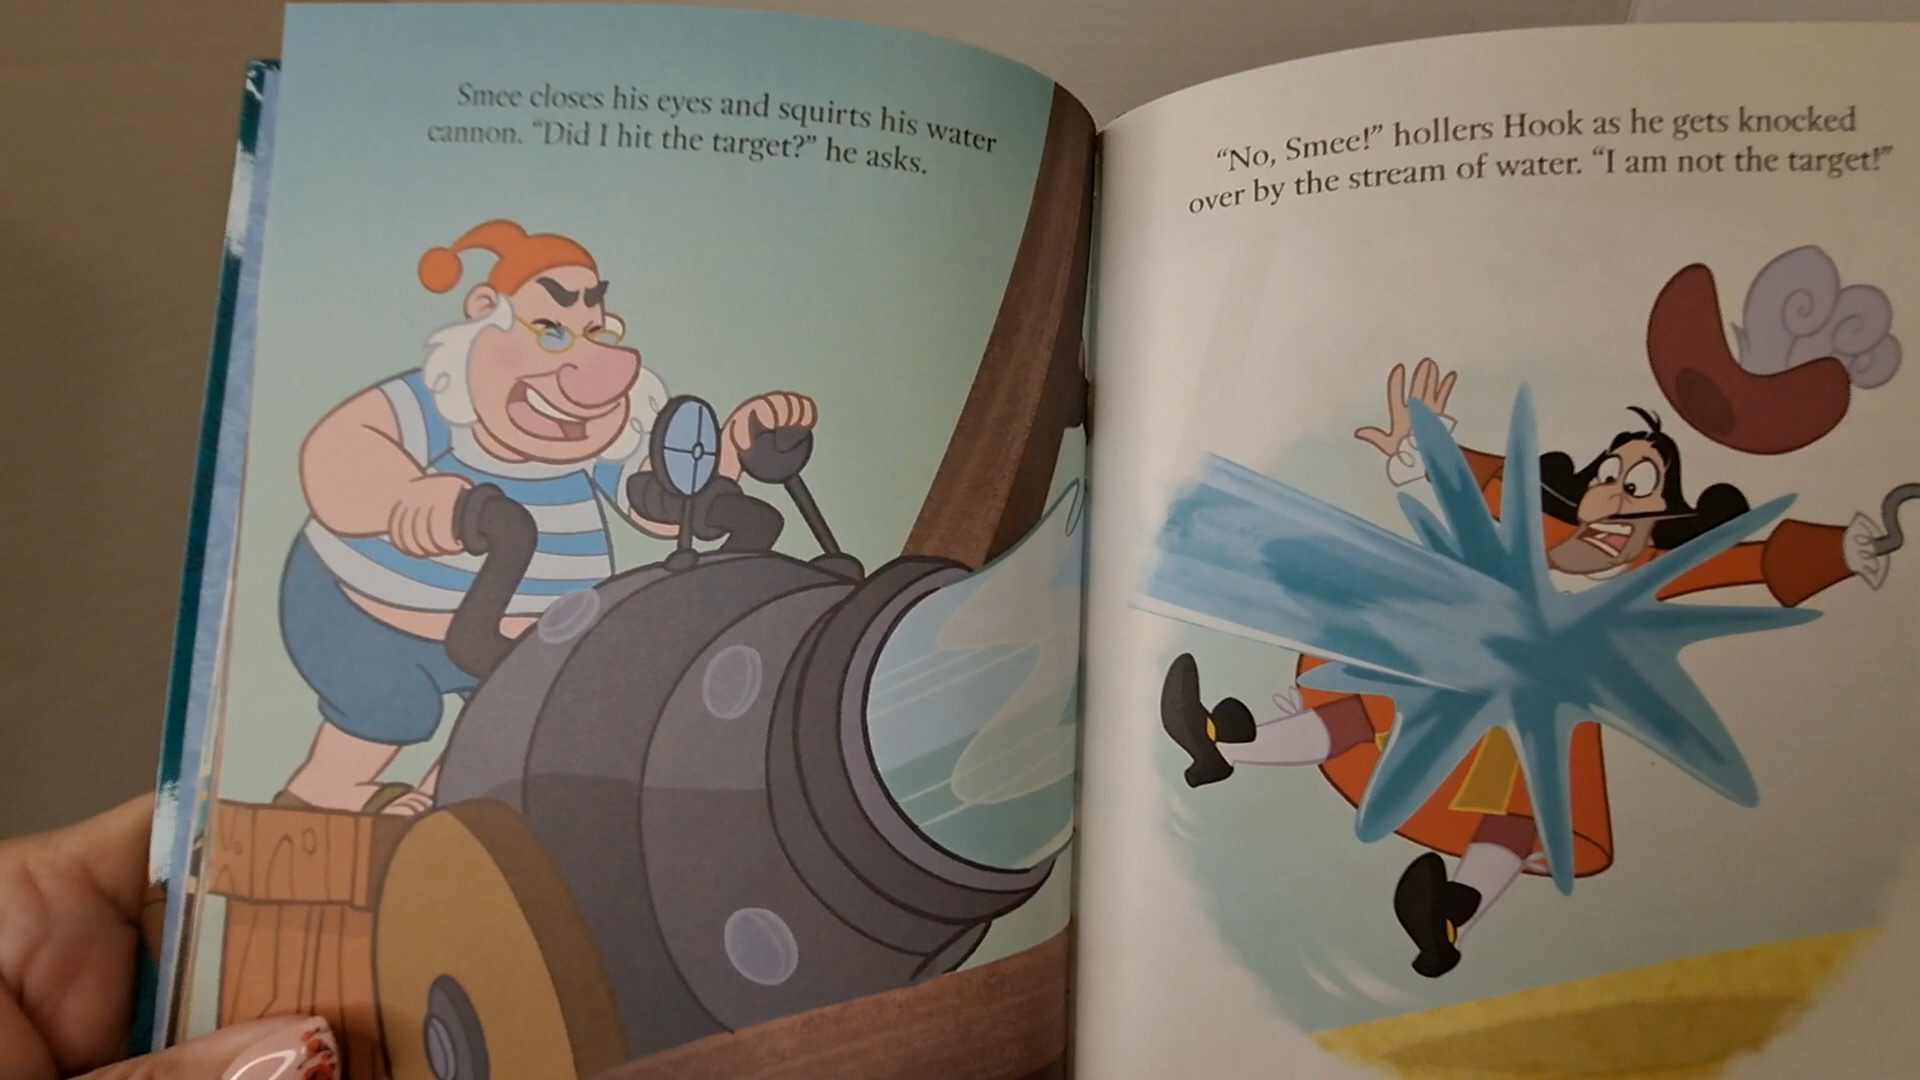 Smee closes his eyes and squirts his water
cannon. “Did I hit the target?” he asks.
“No, Smee!” hollers Hook as he gets knocked
over by the stream of water. “I am not the target!”